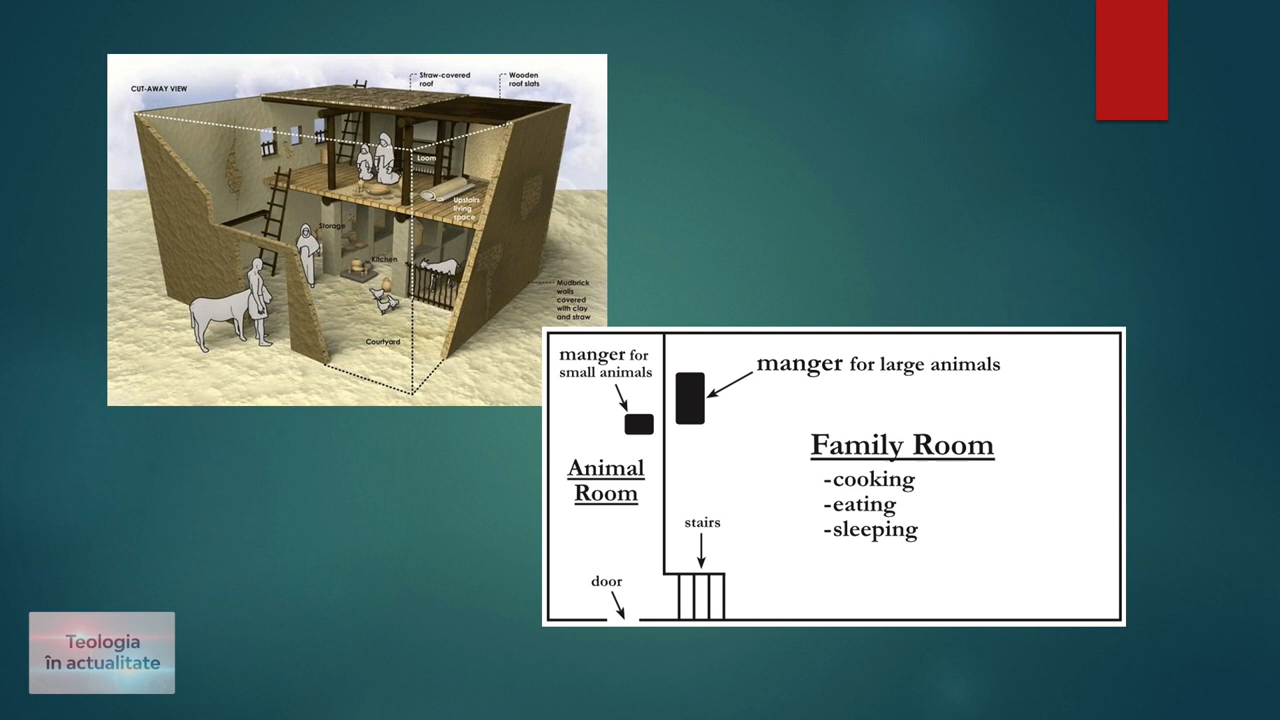 CUT-AWAY VIEW
Straw-covered
roof
Wooden
roof slats
Loom
Upstairs
living
space
Storage
Kitchen
Mudbrick
walls
covered
with clay
and straw
Courtyard
manger for
small animals
manger for large animals
Animal
Room
Family Room
-cooking
-eating
-sleeping
stairs
door
Teologia
în actualitate